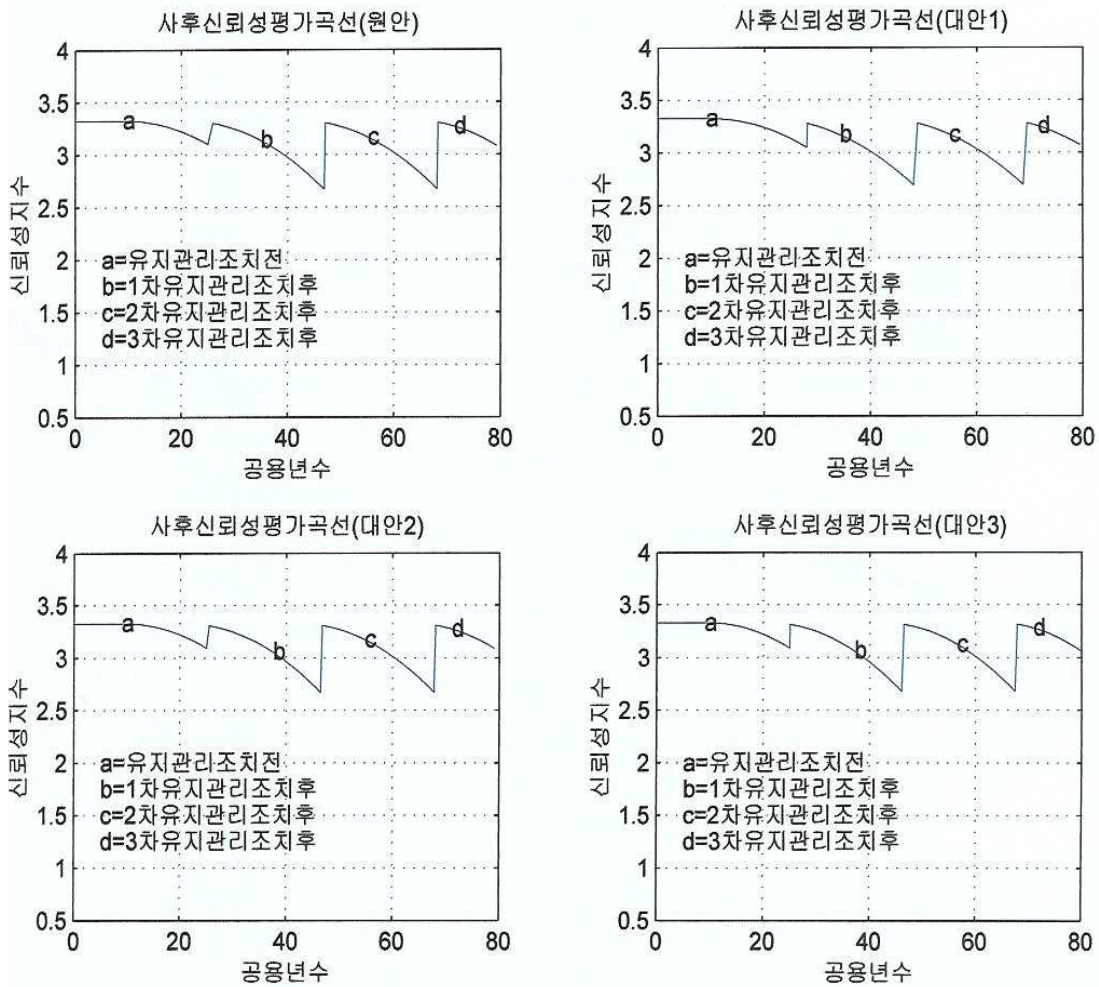 사후신뢰성평가곡선(원안)
4
3.5
3
2.5
2
1.5
1
0.5
신뢰성지수
a
b
c
d
a=유지관리조치전
b=1차유지관리조치후
c=2차유지관리조치후
d=3차유지관리조치후
0 20 40 60 80
공용년수
사후신뢰성평가곡선(대안1)
4
3.5
3
2.5
2
1.5
1
0.5
신뢰성지수
a
b
c
d
a=유지관리조치전
b=1차유지관리조치후
c=2차유지관리조치후
d=3차유지관리조치후
0 20 40 60 80
공용년수
사후신뢰성평가곡선(대안2)
4
3.5
3
2.5
2
1.5
1
0.5
신뢰성지수
a
b
c
d
a=유지관리조치전
b=1차유지관리조치후
c=2차유지관리조치후
d=3차유지관리조치후
0 20 40 60 80
공용년수
사후신뢰성평가곡선(대안3)
4
3.5
3
2.5
2
1.5
1
0.5
신뢰성지수
a
b
c
d
a=유지관리조치전
b=1차유지관리조치후
c=2차유지관리조치후
d=3차유지관리조치후
0 20 40 60 80
공용년수